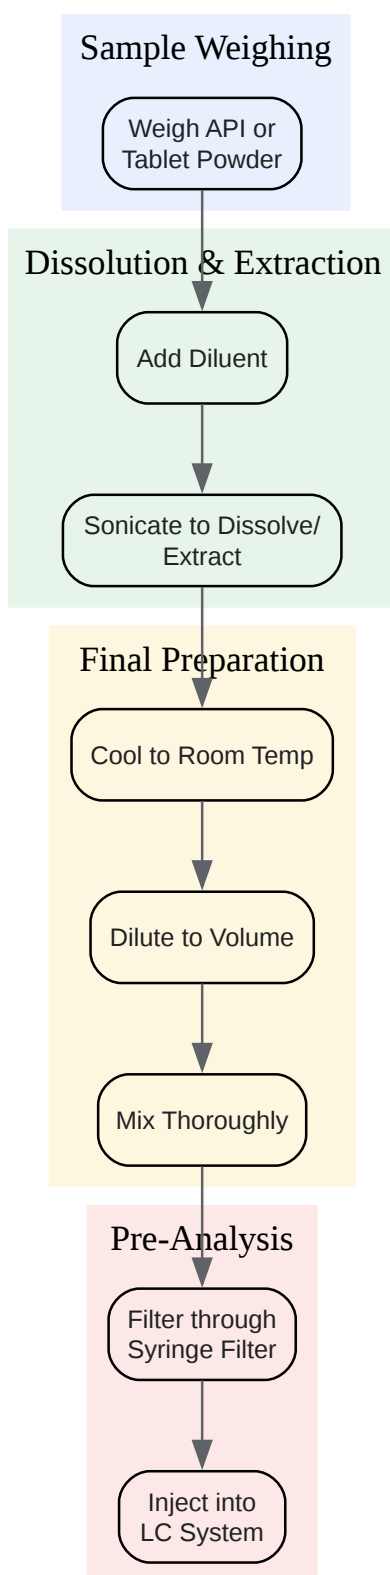 Sample Weighing
Weigh API or
Tablet Powder
Dissolution & Extraction
Add Diluent
Sonicate to Dissolve/
Extract
Final Preparation
Cool to Room Temp
Dilute to Volume
Mix Thoroughly
Pre-Analysis
Filter through
Syringe Filter
Inject into
LC System